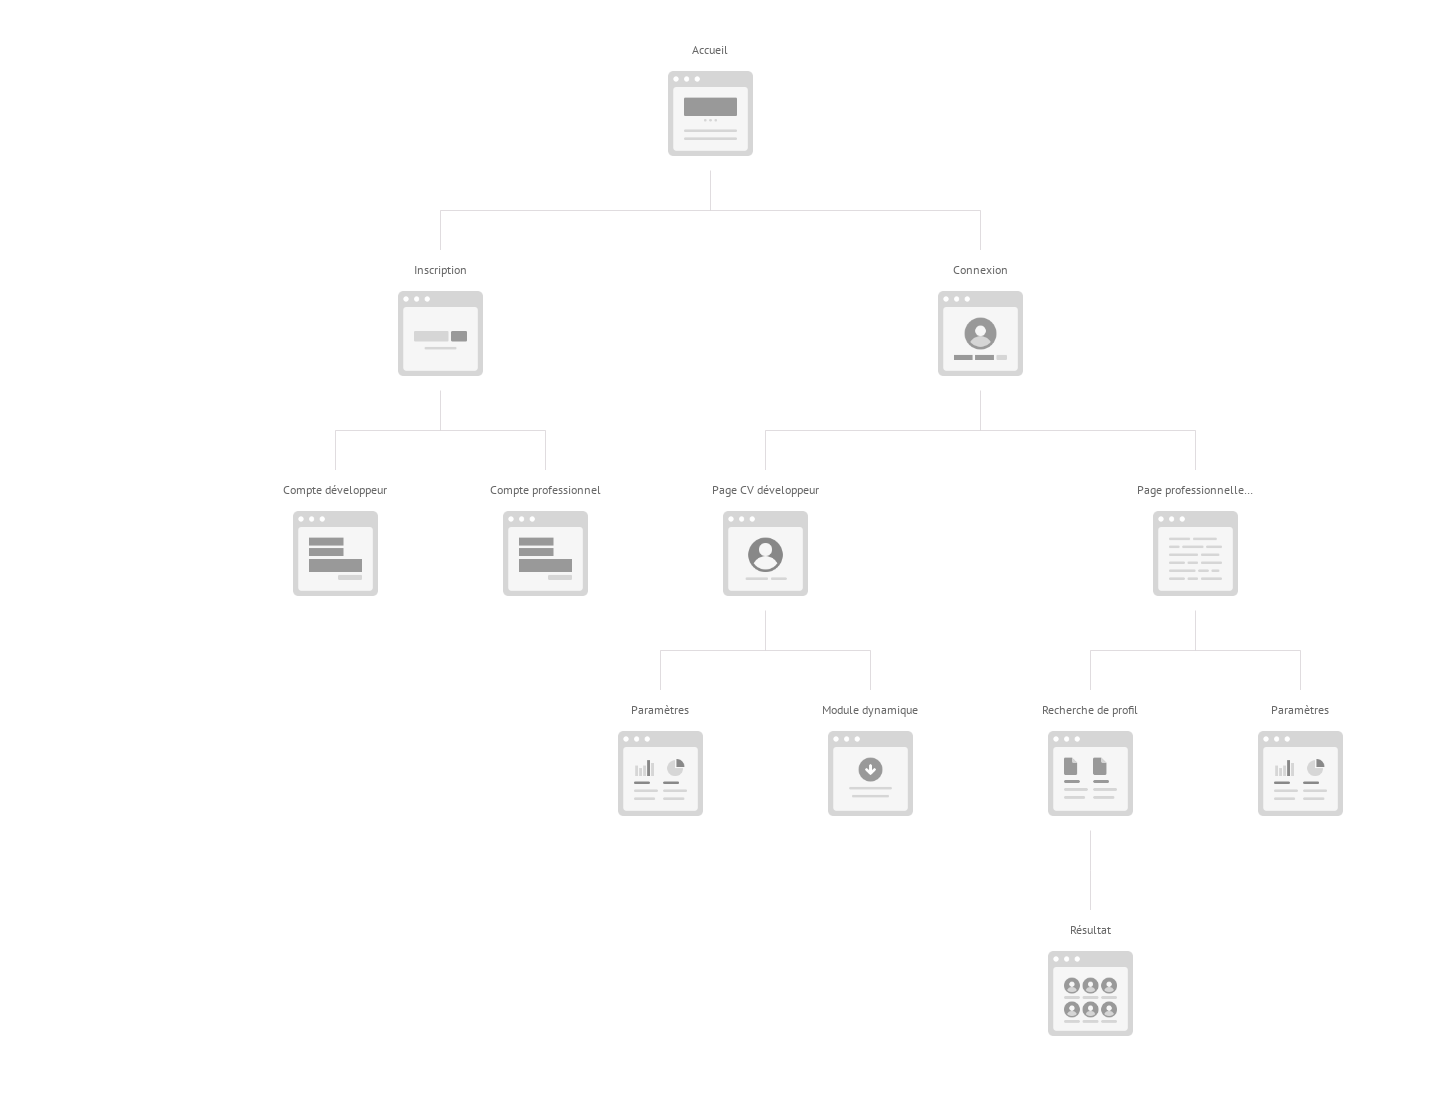 Accueil
Inscription
Connexion
Compte développeur
Compte professionnel
Page CV développeur
Page professionnelle...
Paramètres
Module dynamique
Recherche de profil
Paramètres
Résultat